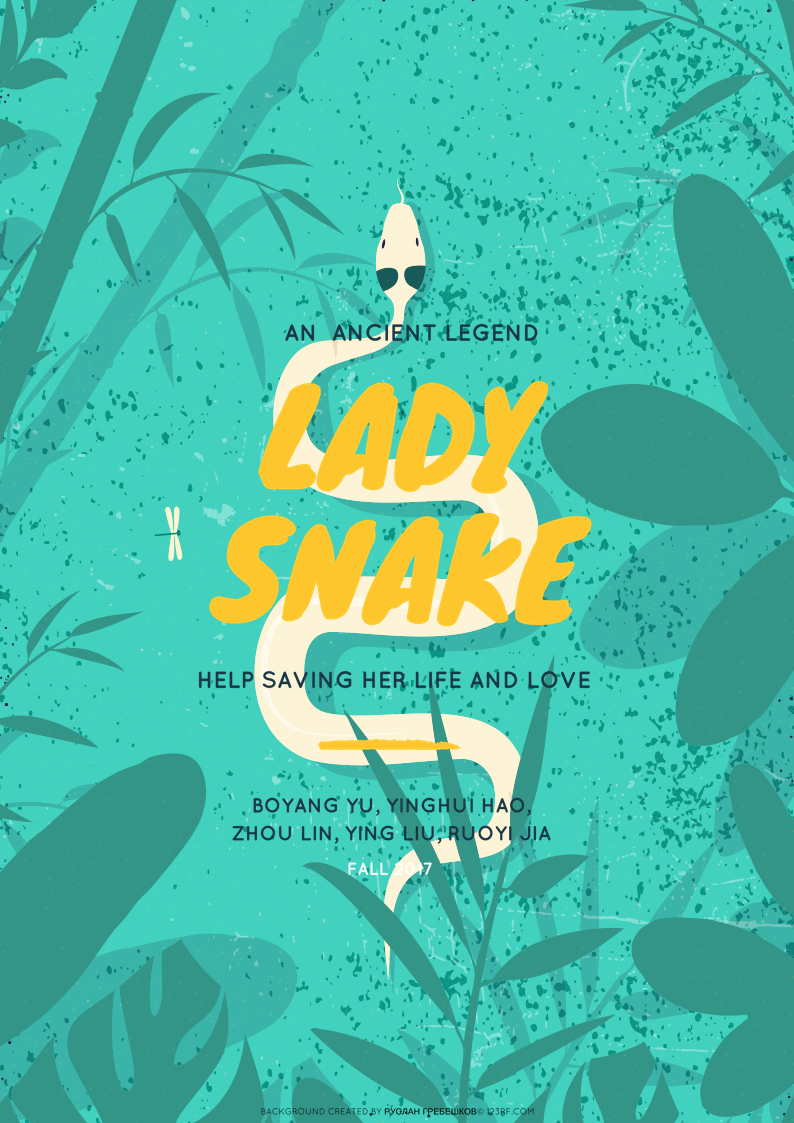 AN ANCIENT LEGEND
LADY
SNAKE
HELP SAVING HER LIFE AND LOVE
BOYANG YU, YINGHUI HAO,
ZHOU LIN, YING LIU, RUOYI JIA
FALL 2017
BACKGROUND CREATED BY РУСЛАН ГРЕБЕШКОВ© 123RF.COM